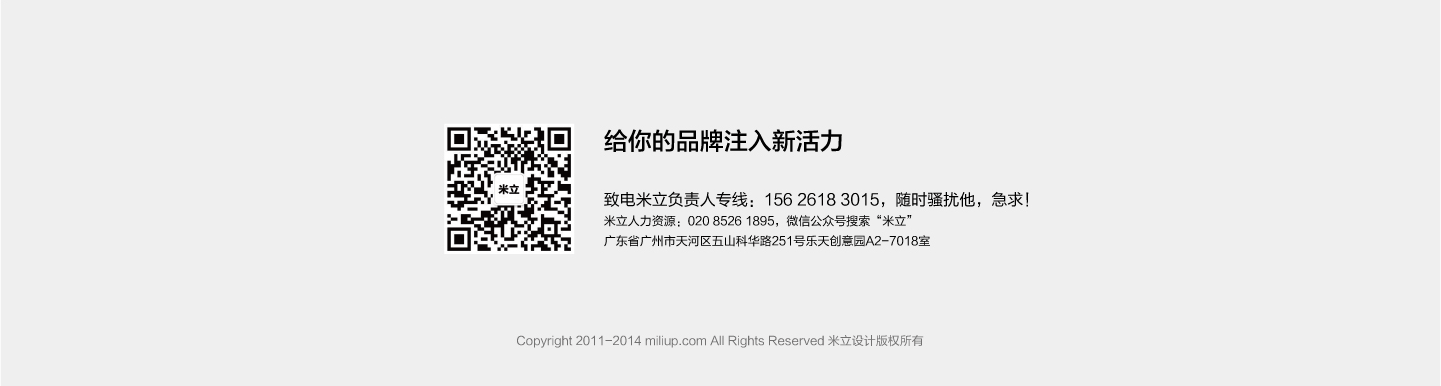 米立
给你的品牌注入新活力
致电米立负责人专线：156 2618 3015，随时骚扰他，急求！
米立人力资源：020 8526 1895，微信公众号搜索“米立”
广东省广州市天河区五山科华路251号乐天创意园A2-7018室
Copyright 2011-2014 miliup.com All Rights Reserved 米立设计版权所有